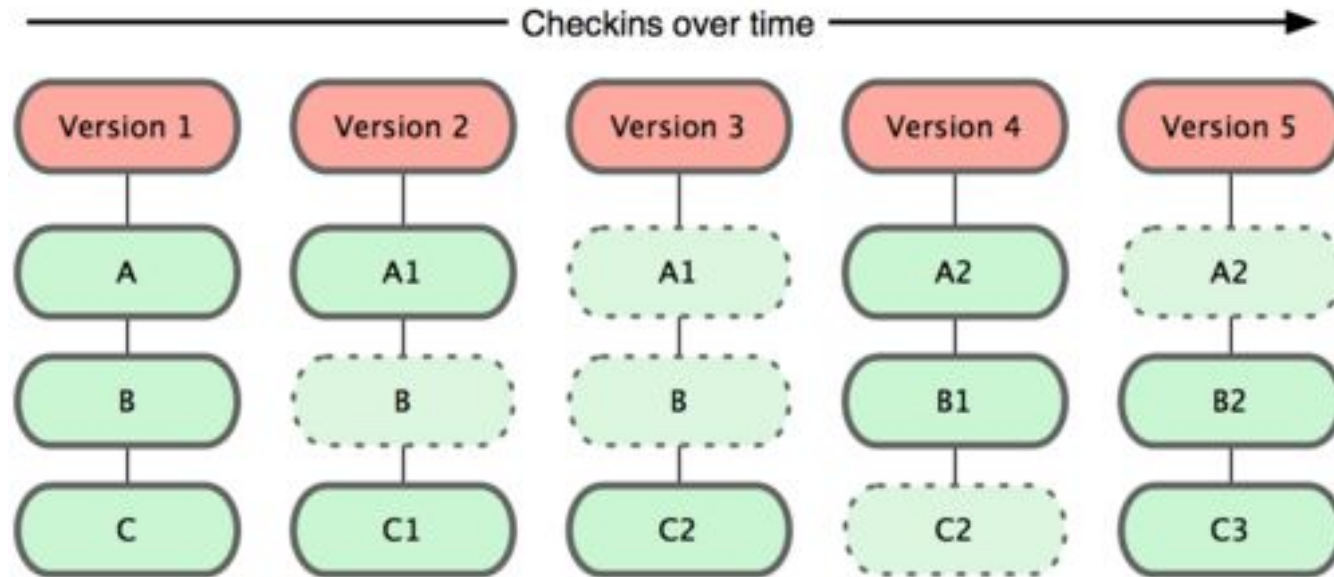 Checkins over time
Version 1 Version 2 Version 3 Version 4 Version 5
A A1 A1 A2 A2
B B B B1 B2
C C1 C2 C2 C3